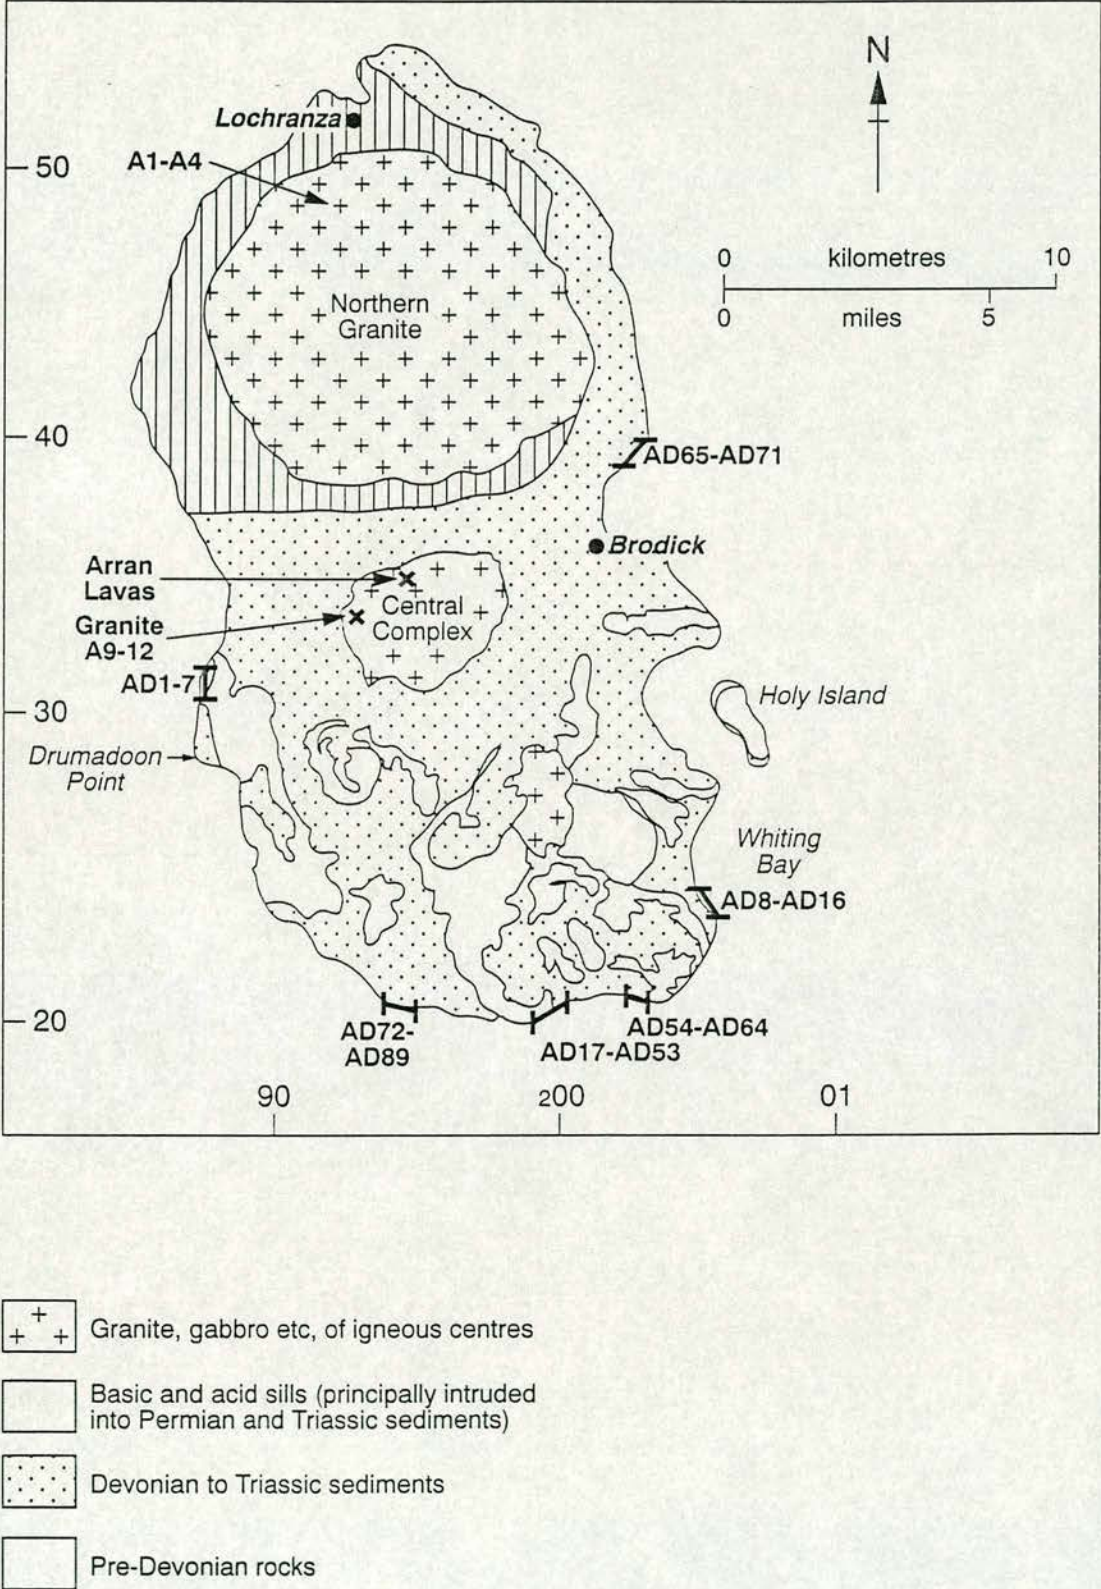 N
Lochranza
A1-A4
50
0 kilometres 10
0 miles 5
Northern
Granite
40
AD65-AD71
Brodick
Arran
Lavas
Central
Complex
Granite
A9-12
AD1-7
30
Holy Island
Drumadoon
Point
Whiting
Bay
AD8-AD16
20
AD72-
AD89
AD54-AD64
AD17-AD53
90
200
01
Granite, gabbro etc, of igneous centres
Basic and acid sills (principally intruded
into Permian and Triassic sediments)
Devonian to Triassic sediments
Pre-Devonian rocks